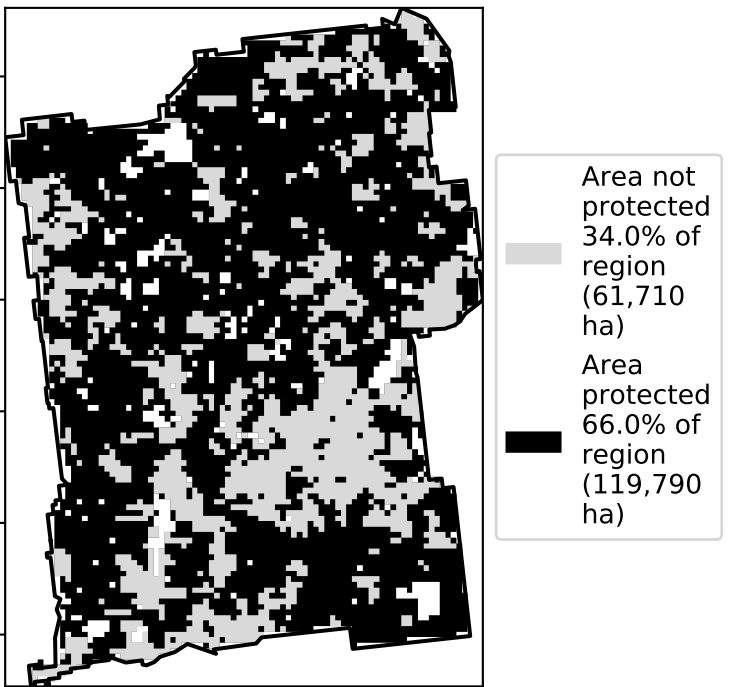 Area not
protected
34.0% of
region
(61,710
ha)
Area
protected
66.0% of
region
(119,790
ha)